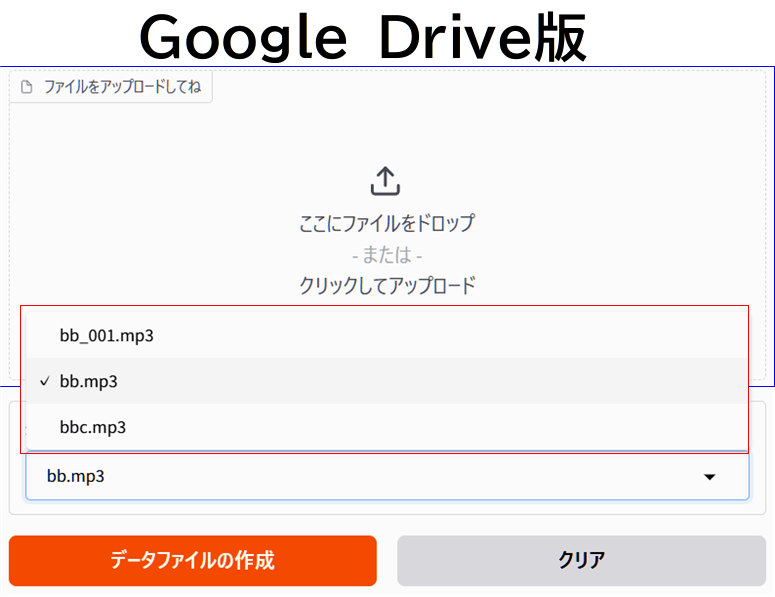 Google Drive版
ファイルをアップロードしてね
ここにファイルをドロップ
- または -
クリックしてアップロード
bb_001.mp3
✓ bb.mp3
bbc.mp3
bb.mp3
データファイルの作成
クリア